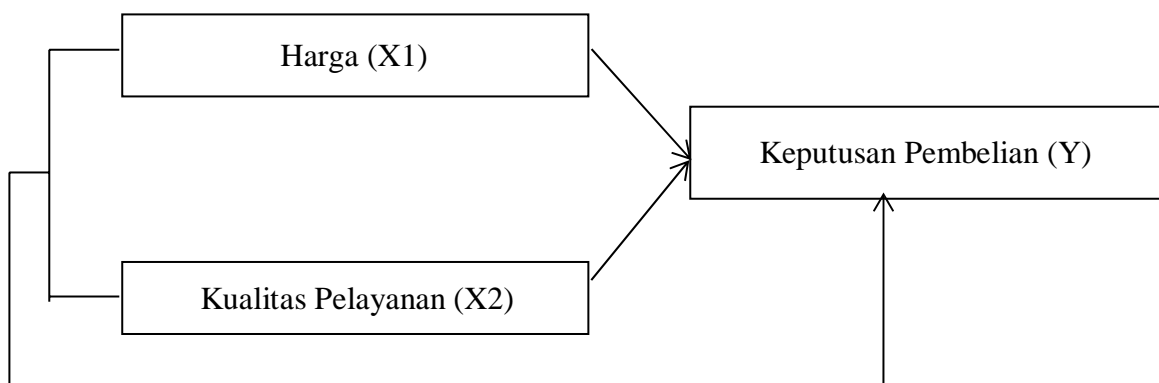 Harga (X1)
Keputusan Pembelian (Y)
Kualitas Pelayanan (X2)